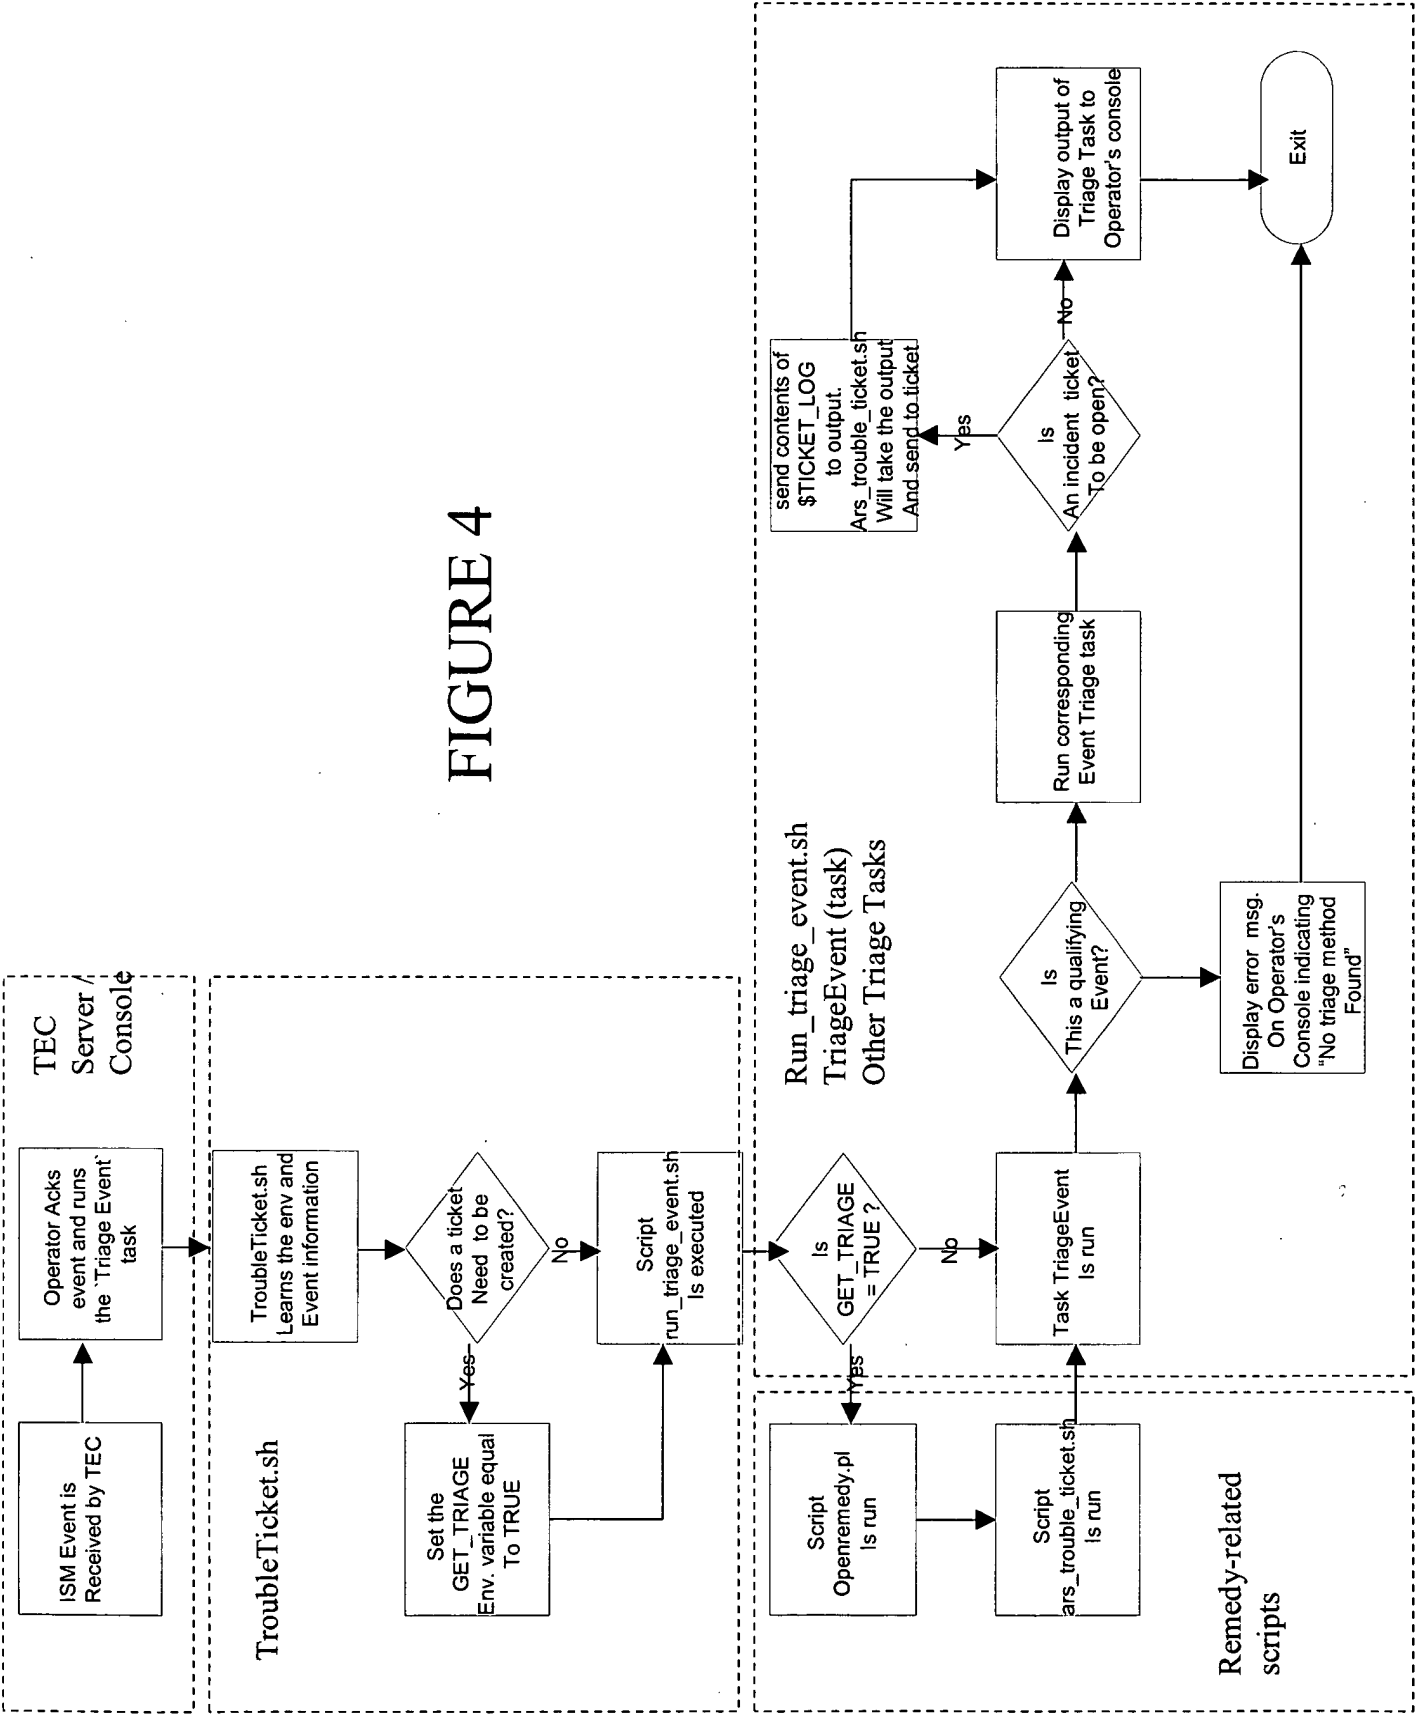 TEC
Server /
Console
ISM Event is
Received by TEC
Operator Acks
event and runs
the `Triage Event`
task
TroubleTicket.sh
TroubleTicket.sh
Learns the env and
Event information
Does a ticket
Need to be
created?
Yes
No
Set the
GET_TRIAGE
Env. variable equal
To TRUE
Script
run_triage_event.sh
Is executed
FIGURE 4
Run_triage_event.sh
TriageEvent (task)
Other Triage Tasks
Is
GET_TRIAGE
= TRUE ?
Yes
No
Script
Openremedy.pl
Is run
Script
ars_trouble_ticket.sh
Is run
Remedy-related
scripts
Task TriageEvent
Is run
Is
This a qualifying
Event?
Display error msg.
On Operator's
Console indicating
“No triage method
Found”
Run corresponding
Event Triage task
Is
An incident ticket
To be open?
Yes
No
send contents of
$TICKET_LOG
to output.
Ars_trouble_ticket.sh
Will take the output
And send to ticket
Display output of
Triage Task to
Operator's console
Exit